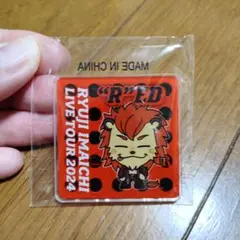 MADE IN CHINA
"R"ED
RYUJI IMAICHI
LIVE TOUR 2024